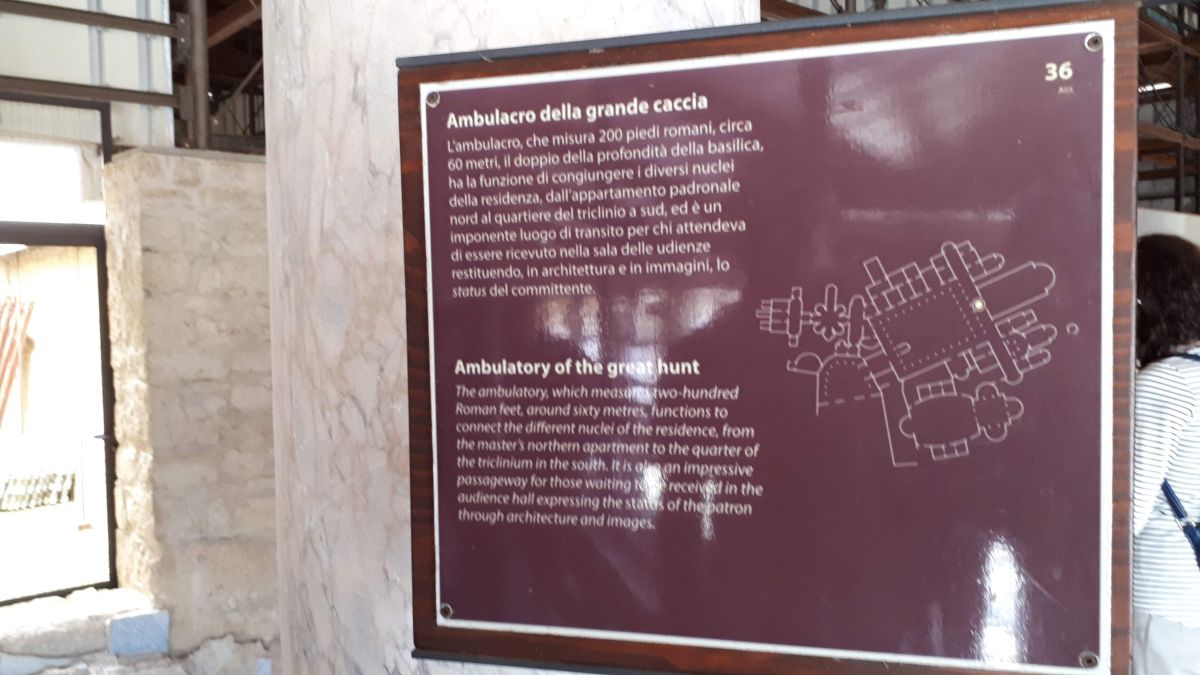 36
Ambulacro della grande caccia
L'ambulacro, che misura 200 piedi romani, circa
60 metri, il doppio della profondità della basilica,
ha la funzione di congiungere i diversi nuclei
della residenza, dall'appartamento padronale
nord al quartiere del triclinio a sud, ed è un
imponente luogo di transito per chi attendeva
di essere ricevuto nella sala delle udienze
restituendo, in architettura e in immagini, lo
status del committente.
Ambulatory of the great hunt
The ambulatory, which measures two-hundred
Roman feet, around sixty metres, functions to
connect the different nuclei of the residence, from
the master's northern apartment to the quarter of
the triclinium in the south. It is also an impressive
passageway for those waiting to be received in the
audience hall expressing the status of the patron
through architecture and images.